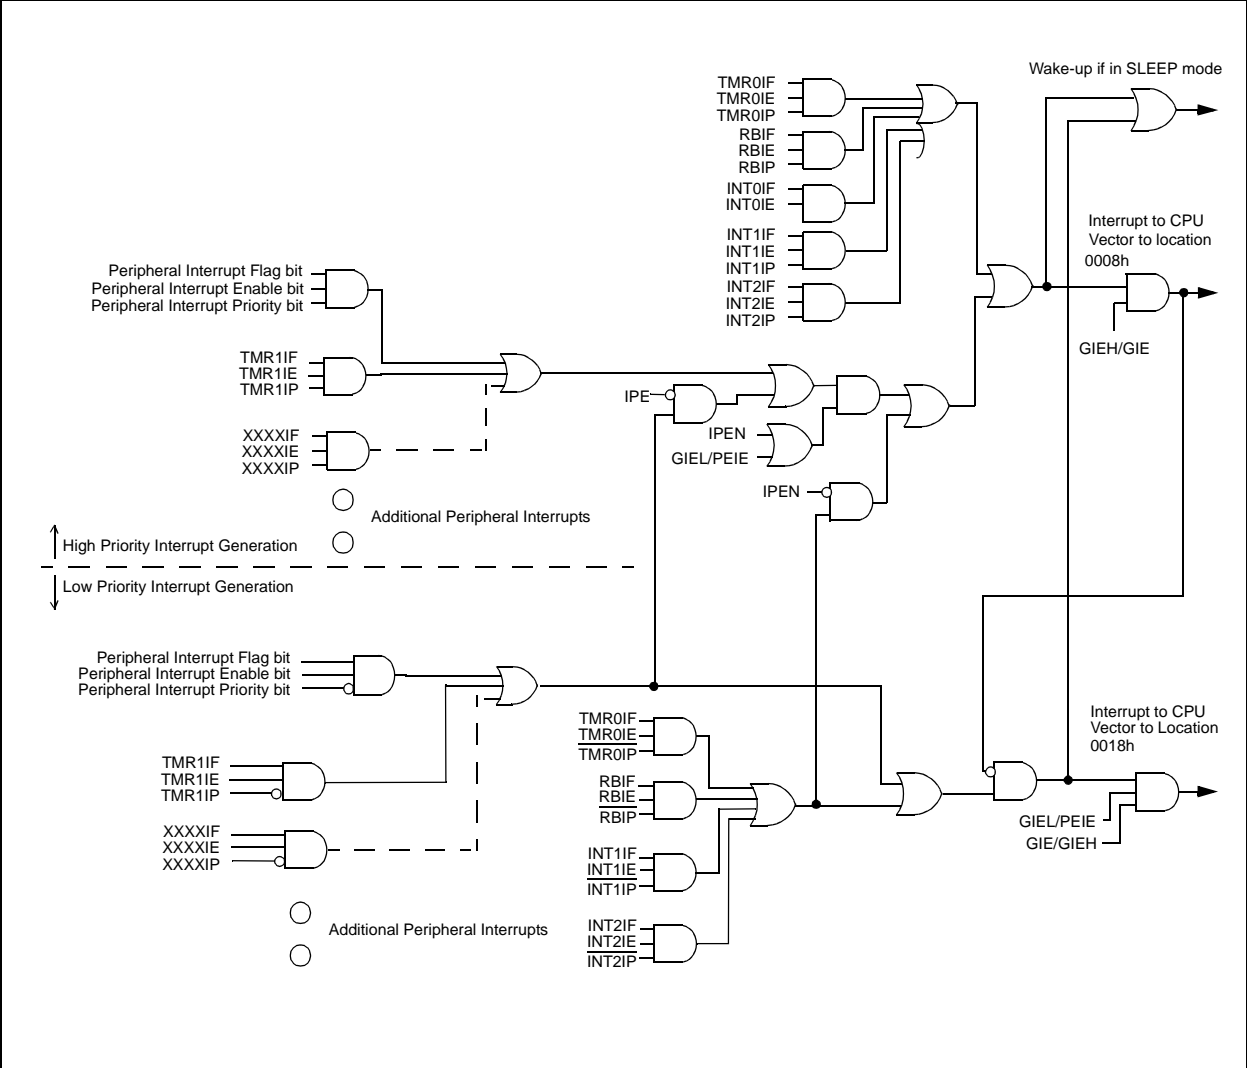 Wake-up if in SLEEP mode
TMR0IF
TMR0IE
TMR0IP
RBIF
RBIE
RBIP
INT0IF
INT0IE
INT1IF
INT1IE
INT1IP
INT2IF
INT2IE
INT2IP
Interrupt to CPU
Vector to location
0008h
GIEH/GIE
Peripheral Interrupt Flag bit
Peripheral Interrupt Enable bit
Peripheral Interrupt Priority bit
TMR1IF
TMR1IE
TMR1IP
XXXXIF
XXXXIE
XXXXIP
IPE
IPEN
GIEL/PEIE
IPEN
Additional Peripheral Interrupts
High Priority Interrupt Generation
Low Priority Interrupt Generation
Peripheral Interrupt Flag bit
Peripheral Interrupt Enable bit
Peripheral Interrupt Priority bit
TMR1IF
TMR1IE
TMR1IP
XXXXIF
XXXXIE
XXXXIP
Additional Peripheral Interrupts
TMR0IF
TMR0IE
TMR0IP
RBIF
RBIE
RBIP
INT1IF
INT1IE
INT1IP
INT2IF
INT2IE
INT2IP
Interrupt to CPU
Vector to Location
0018h
GIEL/PEIE
GIE/GIEH